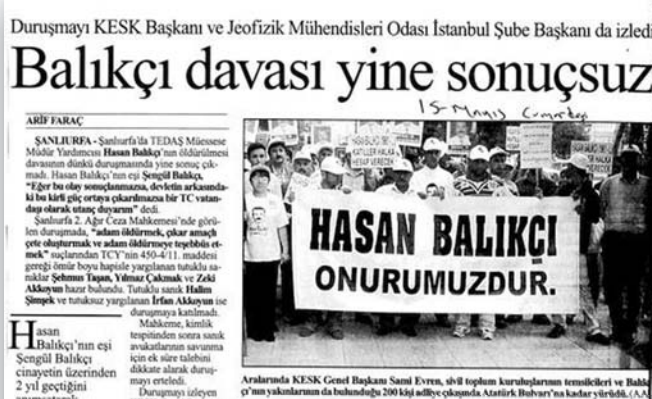 Duruşmayı KESK Başkanı ve Jeofizik Mühendisleri Odası İstanbul Şube Başkanı da izledi
Balıkçı davası yine sonuçsuz
15 Mayıs Cumartesi
ARİF FARAÇ
ŞANLIURFA - Şanlıurfa'da TEDAŞ Müessese
Müdür Yardımcısı Hasan Balıkçı'nın öldürülmesi
davasının dünkü duruşmasında yine sonuç çık-
madı. Hasan Balıkçı'nın eşi Şengül Balıkçı,
"Eğer bu olay sonuçlanmazsa, devletin arkasında-
ki bu kirli güç ortaya çıkarılmazsa bir TC vatan-
daşı olarak utanç duyarım" dedi.
Şanlıurfa 2. Ağır Ceza Mahkemesi'nde görü-
len duruşmada, "adam öldürmek, çıkar amaçlı
çete oluşturmak ve adam öldürmeye teşebbüs et-
mek" suçlarından TCY'nin 450-4/11. maddesi
gereği ömür boyu hapisle yargılanan tutuklu sa-
nıklar Şehmus Taşan, Yılmaz Çakmak ve Zeki
Akkoyun hazır bulundu. Tutuklu sanık Halim
Şimşek ve tutuksuz yargılanan İrfan Akkoyun ise
duruşmaya katılmadı.
Mahkeme, kimlik
tespitinden sonra sanık
avukatlarının savunma
için ek süre talebini
dikkate alarak duruş-
mayı erteledi.
Duruşmayı izleyen
Hasan
Balıkçı'nın eşi
Şengül Balıkçı
cinayetin üzerinden
2 yıl geçtiğini
KATİLLER HALKA
HESAP VERECEK
HASAN BALIKÇI
ONURUMUZDUR.
Aralarında KESK Genel Başkanı Sami Evren, sivil toplum kuruluşlarının temsilcileri ve Balık
çı'nın yakınlarının da bulunduğu 200 kişi adliye çıkışında Atatürk Bulvarı'na kadar yürüdü. (A.A